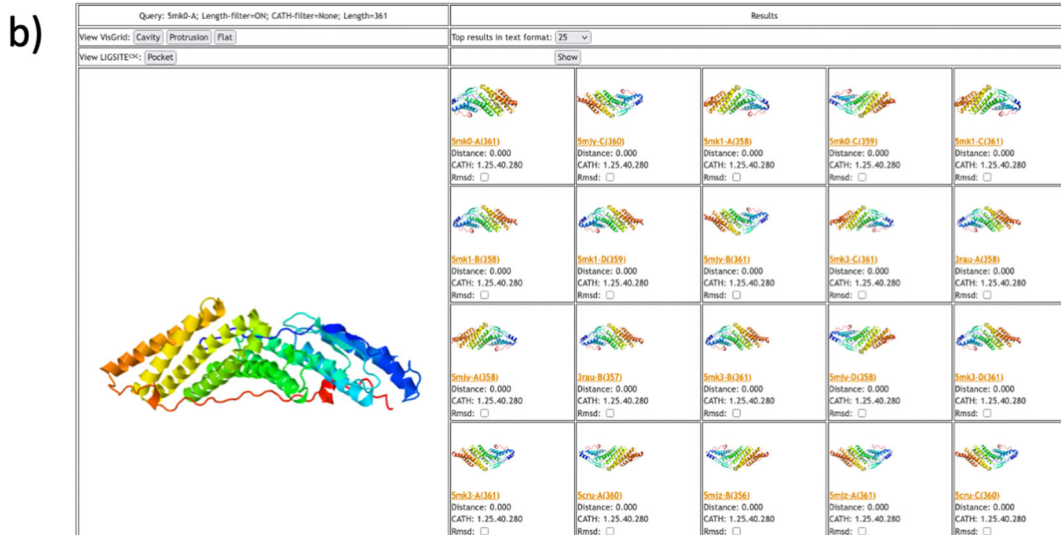 b)
Query: 5mk0-A; Length-filter=ON; CATH-filter=None; Length=361
Results
View VisGrid: Cavity Protrusion Flat
Top results in text format: 25
View LIGSITEcsc: Pocket
Show
5mk0-A(361)
Distance: 0.000
CATH: 1.25.40.280
Rmsd:
5mjy-C(360)
Distance: 0.000
CATH: 1.25.40.280
Rmsd:
5mk1-A(358)
Distance: 0.000
CATH: 1.25.40.280
Rmsd:
5mk0-C(359)
Distance: 0.000
CATH: 1.25.40.280
Rmsd:
5mk1-C(361)
Distance: 0.000
CATH: 1.25.40.280
Rmsd:
5mk1-B(358)
Distance: 0.000
CATH: 1.25.40.280
Rmsd:
5mk1-D(359)
Distance: 0.000
CATH: 1.25.40.280
Rmsd:
5mjy-B(361)
Distance: 0.000
CATH: 1.25.40.280
Rmsd:
5mk3-C(361)
Distance: 0.000
CATH: 1.25.40.280
Rmsd:
3rau-A(358)
Distance: 0.000
CATH: 1.25.40.280
Rmsd:
5mjy-A(358)
Distance: 0.000
CATH: 1.25.40.280
Rmsd:
3rau-B(357)
Distance: 0.000
CATH: 1.25.40.280
Rmsd:
5mk3-B(361)
Distance: 0.000
CATH: 1.25.40.280
Rmsd:
5mjy-D(358)
Distance: 0.000
CATH: 1.25.40.280
Rmsd:
5mk3-D(361)
Distance: 0.000
CATH: 1.25.40.280
Rmsd:
5mk3-A(361)
Distance: 0.000
CATH: 1.25.40.280
Rmsd:
5cru-A(360)
Distance: 0.000
CATH: 1.25.40.280
Rmsd:
5mjz-B(356)
Distance: 0.000
CATH: 1.25.40.280
Rmsd:
5mjz-A(361)
Distance: 0.000
CATH: 1.25.40.280
Rmsd:
5cru-C(360)
Distance: 0.000
CATH: 1.25.40.280
Rmsd: